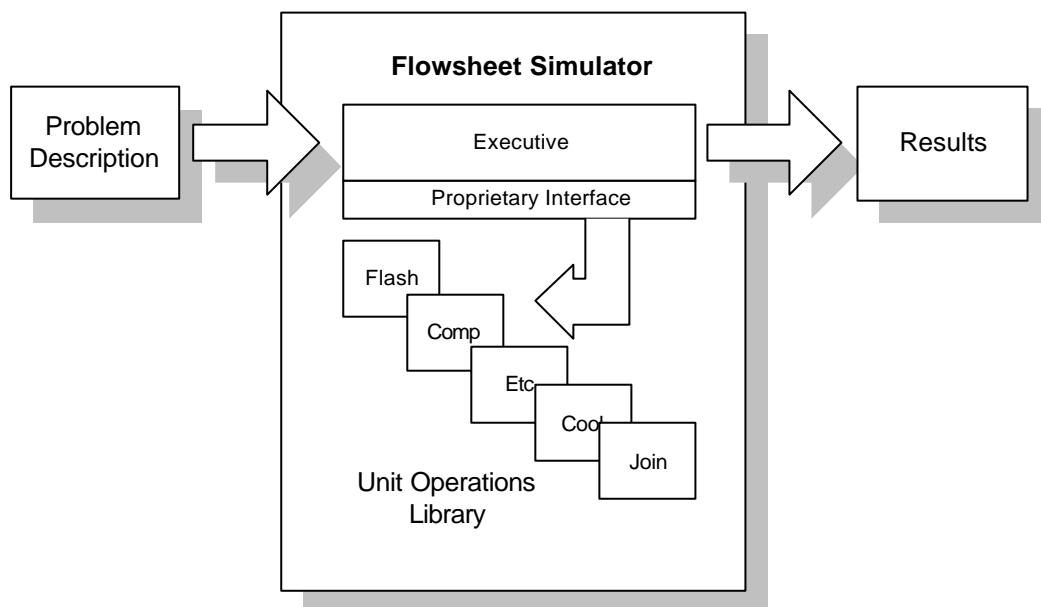 Flowsheet Simulator
Problem
Description
Executive
Proprietary Interface
Results
Flash
Comp
Etc
Cool
Join
Unit Operations
Library